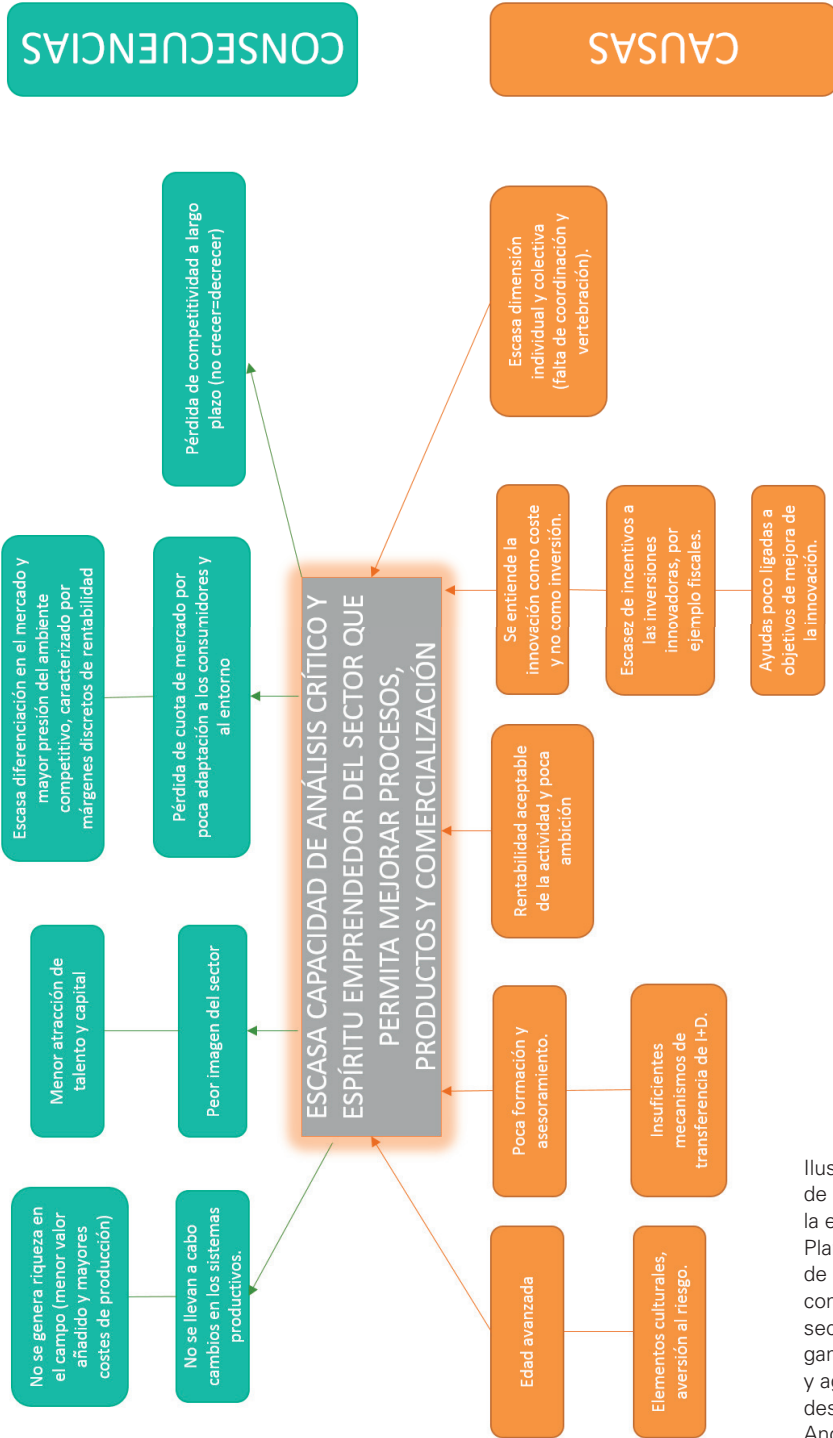 No se genera riqueza en
el campo (menor valor
añadido y mayores
costes de producción)
Menor atracción de
talento y capital
Escasa diferenciación en el mercado y
mayor presión del ambiente
competitivo, caracterizado por
márgenes discretos de rentabilidad
No se llevan a cabo
cambios en los sistemas
productivos.
Peor imagen del sector
Pérdida de cuota de mercado por
poca adaptación a los consumidores y
al entorno
Pérdida de competitividad a largo
plazo (no crecer=decrecer)
CONSECUENCIAS
ESCASA CAPACIDAD DE ANÁLISIS CRÍTICO Y
ESPÍRITU EMPRENDEDOR DEL SECTOR QUE
PERMITA MEJORAR PROCESOS,
PRODUCTOS Y COMERCIALIZACIÓN
Edad avanzada
Elementos culturales,
aversión al riesgo.
Poca formación y
asesoramiento.
Insuficientes
mecanismos de
transferencia de I+D.
Rentabilidad aceptable
de la actividad y poca
ambición
Se entiende la
innovación como coste
y no como inversión.
Escasez de incentivos a
las inversiones
innovadoras, por
ejemplo fiscales.
Ayudas poco ligadas a
objetivos de mejora de
la innovación.
Escasa dimensión
individual y colectiva
(falta de coordinación y
vertebración).
CAUSAS
Ilus
de
la e
Pla
de
con
sec
gan
y ag
des